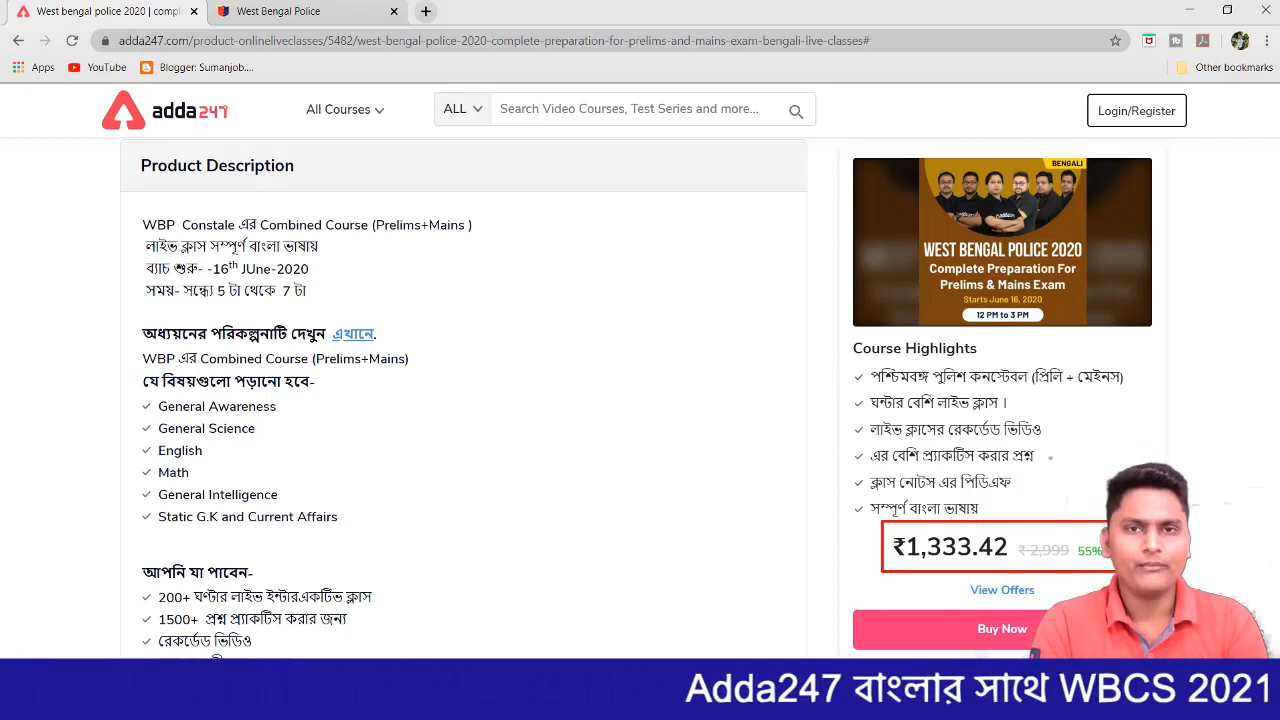 West bengal police 2020 | compl
West Bengal Police
adda247.com/product-onlineliveclasses/5482/west-bengal-police-2020-complete-preparation-for-prelims-and-mains-exam-bengali-live-classes#
Apps
YouTube
Blogger: Sumanjob....
Other bookmarks
adda247
All Courses
ALL
Search Video Courses, Test Series and more...
Login/Register
Product Description
WBP Constale এর Combined Course (Prelims+Mains )
লাইভ ক্লাস সম্পূর্ণ বাংলা ভাষায়
ব্যাচ শুরু- -16th JUne-2020
সময়- সন্ধ্যে 5 টা থেকে 7 টা
অধ্যয়নের পরিকল্পনাটি দেখুন এখানে.
WBP এর Combined Course (Prelims+Mains)
যে বিষয়গুলো পড়ানো হবে-
General Awareness
General Science
English
Math
General Intelligence
Static G.K and Current Affairs
আপনি যা পাবেন-
200+ ঘণ্টার লাইভ ইন্টারএকটিভ ক্লাস
1500+ প্রশ্ন প্র্যাকটিস করার জন্য
রেকর্ডেড ভিডিও
BENGALI
WEST BENGAL POLICE 2020
Complete Preparation For
Prelims & Mains Exam
Starts June 16, 2020
12 PM to 3 PM
Course Highlights
পশ্চিমবঙ্গ পুলিশ কনস্টেবল (প্রিলি + মেইনস)
ঘন্টার বেশি লাইভ ক্লাস।
লাইভ ক্লাসের রেকর্ডেড ভিডিও
এর বেশি প্র্যাকটিস করার প্রশ্ন
ক্লাস নোটস এর পিডিএফ
সম্পূর্ণ বাংলা ভাষায়
₹1,333.42 ₹ 2,999 55%
View Offers
Buy Now
Adda247 বাংলার সাথে WBCS 2021